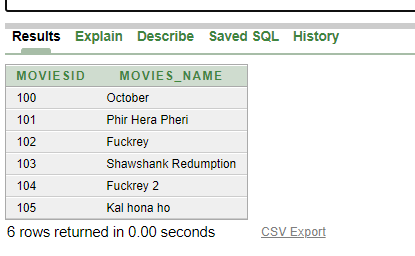 Results Explain Describe Saved SQL History
MOVIESID MOVIES_NAME
100 October
101 Phir Hera Pheri
102 Fuckrey
103 Shawshank Redumption
104 Fuckrey 2
105 Kal hona ho
6 rows returned in 0.00 seconds CSV Export